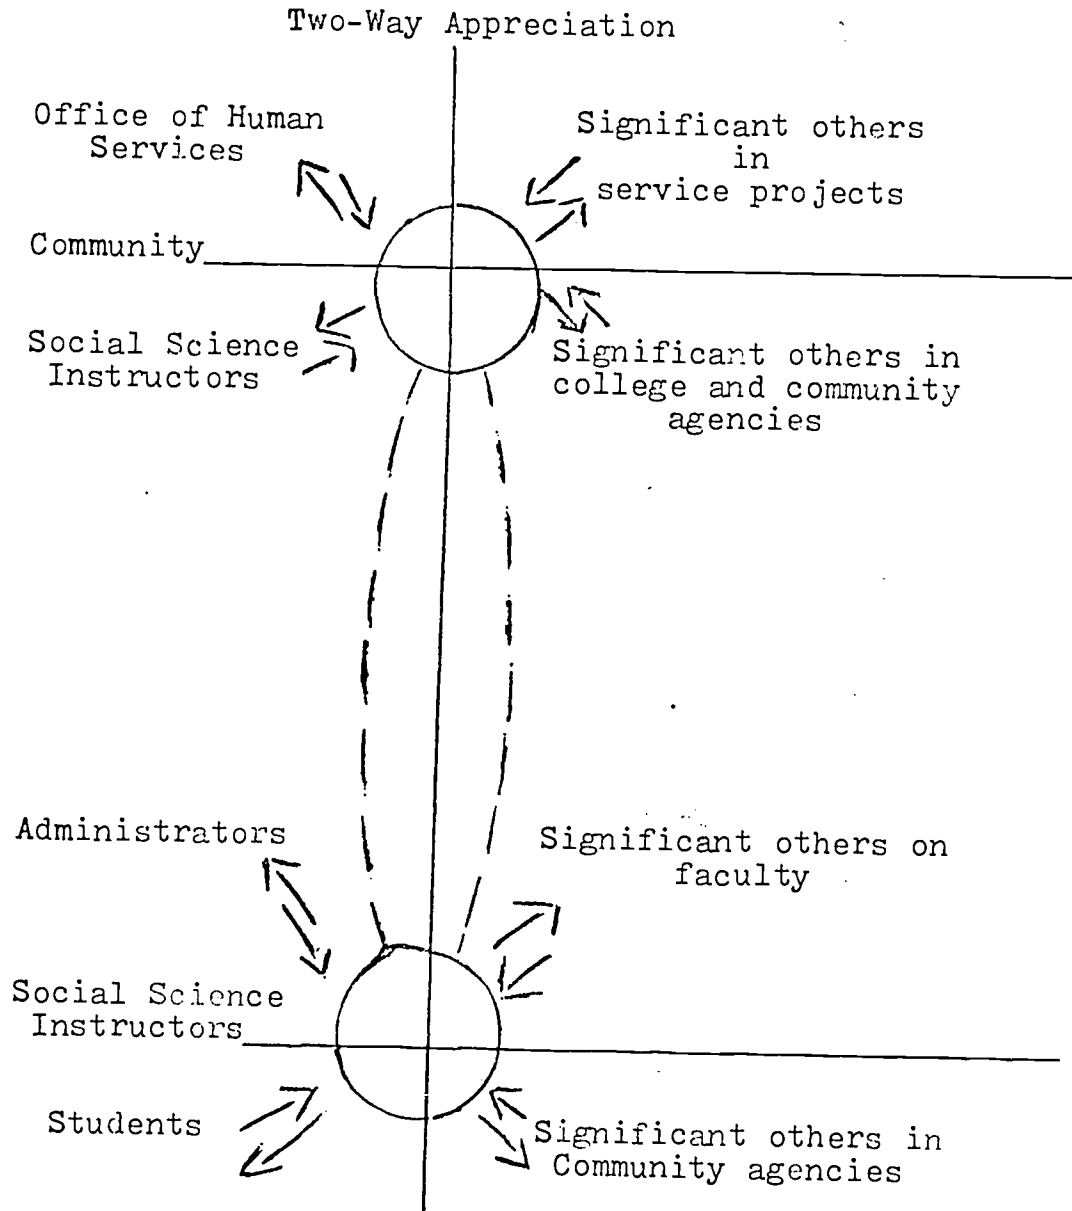 Two-Way Appreciation
Office of Human
Services
Significant others
in
service projects
Community
Social Science
Instructors
Significant others in
college and community
agencies
Administrators
Significant others on
faculty
Social Science
Instructors
Students
Significant others in
Community agencies